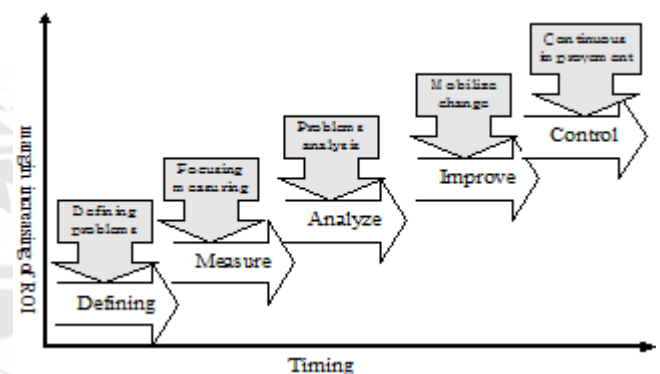 Continuous
improvement
Mobilize
change
Control
Problems
analysis
Improve
Focusing
measuring
Analyze
Defining
problems
Measure
Defining
margin increasing of ROI
Timing